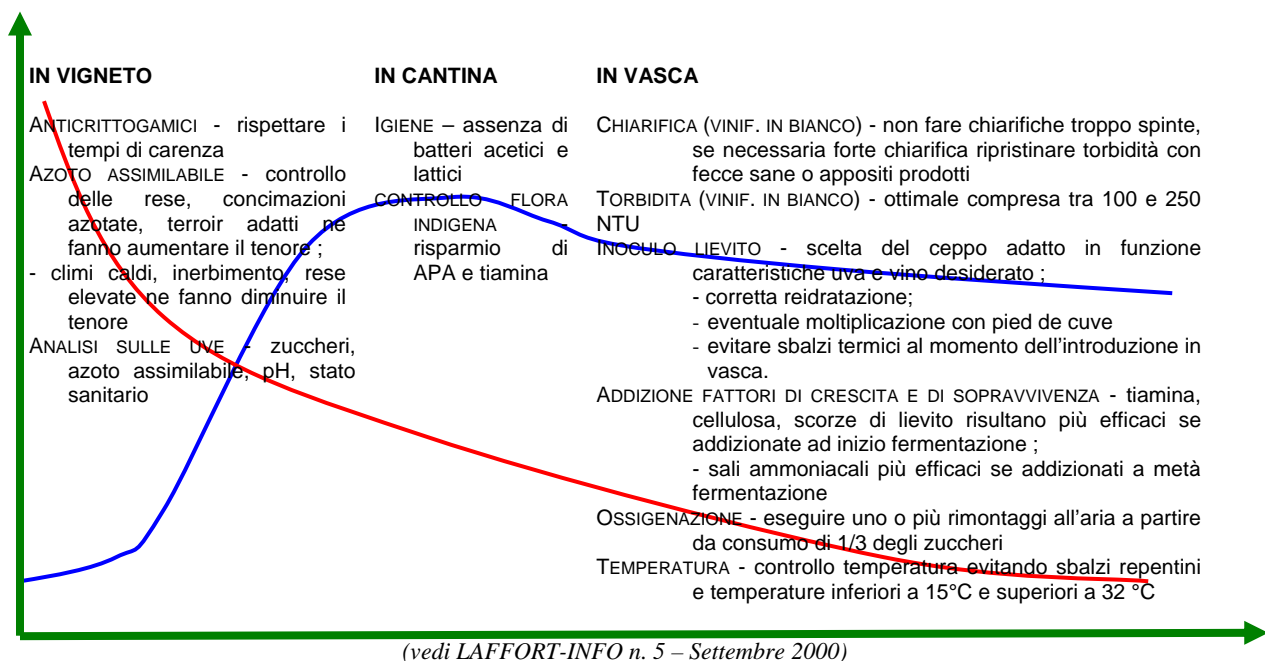 IN VIGNETO
ANTICRITTOGAMICI - rispettare i
tempi di carenza
AZOTO ASSIMILABILE - controllo
delle rese, concimazioni
azotate, terroir adatti ne
fanno aumentare il tenore ;
- climi caldi, inerbimento, rese
elevate ne fanno diminuire il
tenore
ANALISI SULLE UVE - zuccheri,
azoto assimilabile, pH, stato
sanitario
IN CANTINA
IGIENE – assenza di
batteri acetici e
lattici
CONTROLLO FLORA
INDIGENA -
risparmio di
APA e tiamina
IN VASCA
CHIARIFICA (VINIF. IN BIANCO) - non fare chiarifiche troppo spinte,
se necessaria forte chiarifica ripristinare torbidità con
fecce sane o appositi prodotti
TORBIDITA (VINIF. IN BIANCO) - ottimale compresa tra 100 e 250
NTU
INOCULO LIEVITO - scelta del ceppo adatto in funzione
caratteristiche uva e vino desiderato ;
- corretta reidratazione;
- eventuale moltiplicazione con pied de cuve
- evitare sbalzi termici al momento dell'introduzione in
vasca.
ADDIZIONE FATTORI DI CRESCITA E DI SOPRAVVIVENZA - tiamina,
cellulosa, scorze di lievito risultano più efficaci se
addizionate ad inizio fermentazione ;
- sali ammoniacali più efficaci se addizionati a metà
fermentazione
OSSIGENAZIONE - eseguire uno o più rimontaggi all'aria a partire
da consumo di 1/3 degli zuccheri
TEMPERATURA - controllo temperatura evitando sbalzi repentini
e temperature inferiori a 15°C e superiori a 32 °C
(vedi LAFFORT-INFO n. 5 – Settembre 2000)